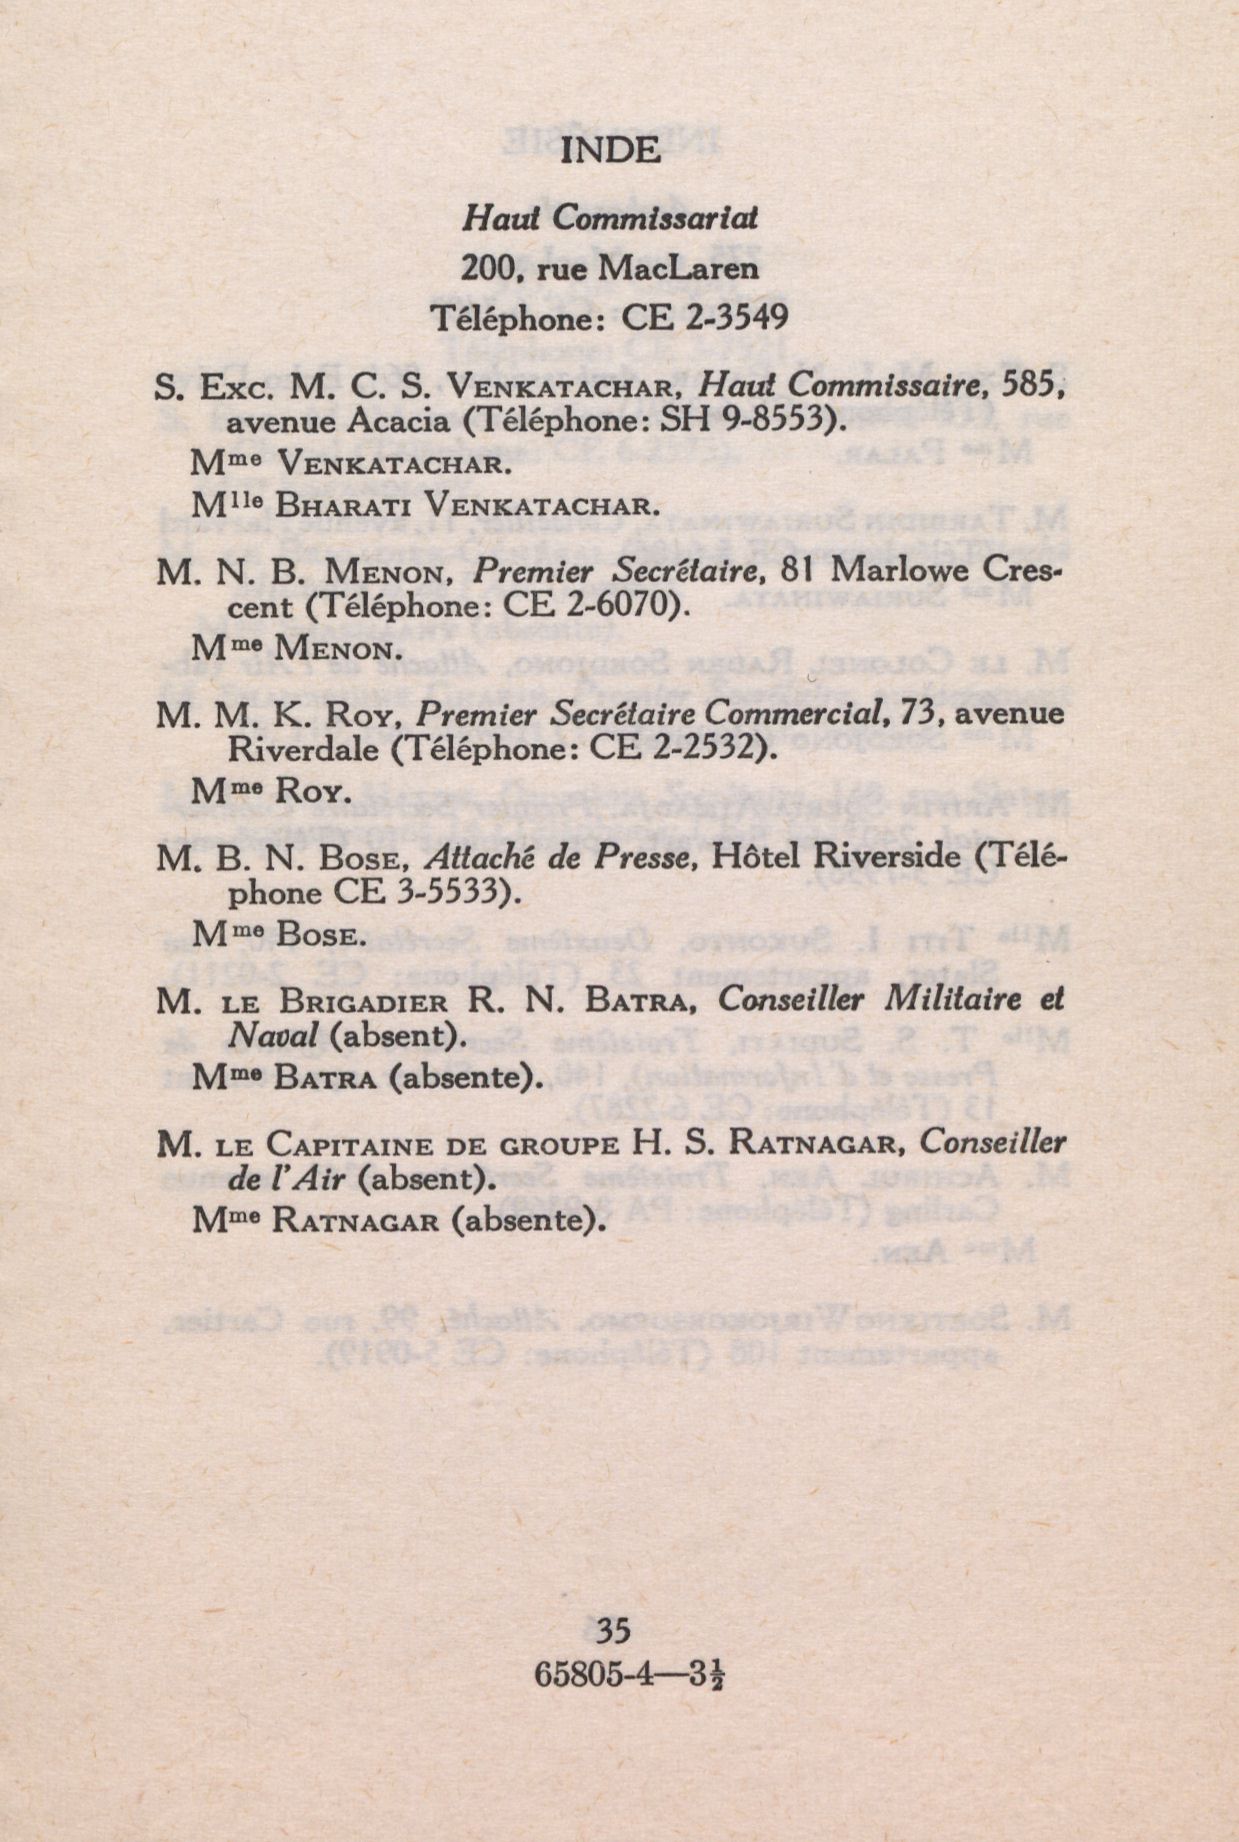 INDE
Haut Commissariat
200, rue MacLaren
Téléphone: CE 2-3549
S. Exc. M. C. S. Venkatachar, Haut Commissaire, 585,
avenue Acacia (Téléphone: SH 9-8553).
Mme Venkatachar.
Mlle Bharati Venkatachar.
M. N. B. Menon, Premier Secrétaire, 81 Marlowe Cres-
cent (Téléphone: CE 2-6070).
Mme Menon.
M. M. K. Roy, Premier Secrétaire Commercial, 73, avenue
Riverdale (Téléphone: CE 2-2532).
Mme Roy.
M. B. N. Bose, Attaché de Presse, Hôtel Riverside (Télé-
phone CE 3-5533).
Mme Bose.
M. le Brigadier R. N. Batra, Conseiller Militaire et
Naval (absent).
Mme Batra (absente).
M. le Capitaine de groupe H. S. Ratnagar, Conseiller
de l'Air (absent).
Mme Ratnagar (absente).
35
65805-4—3½